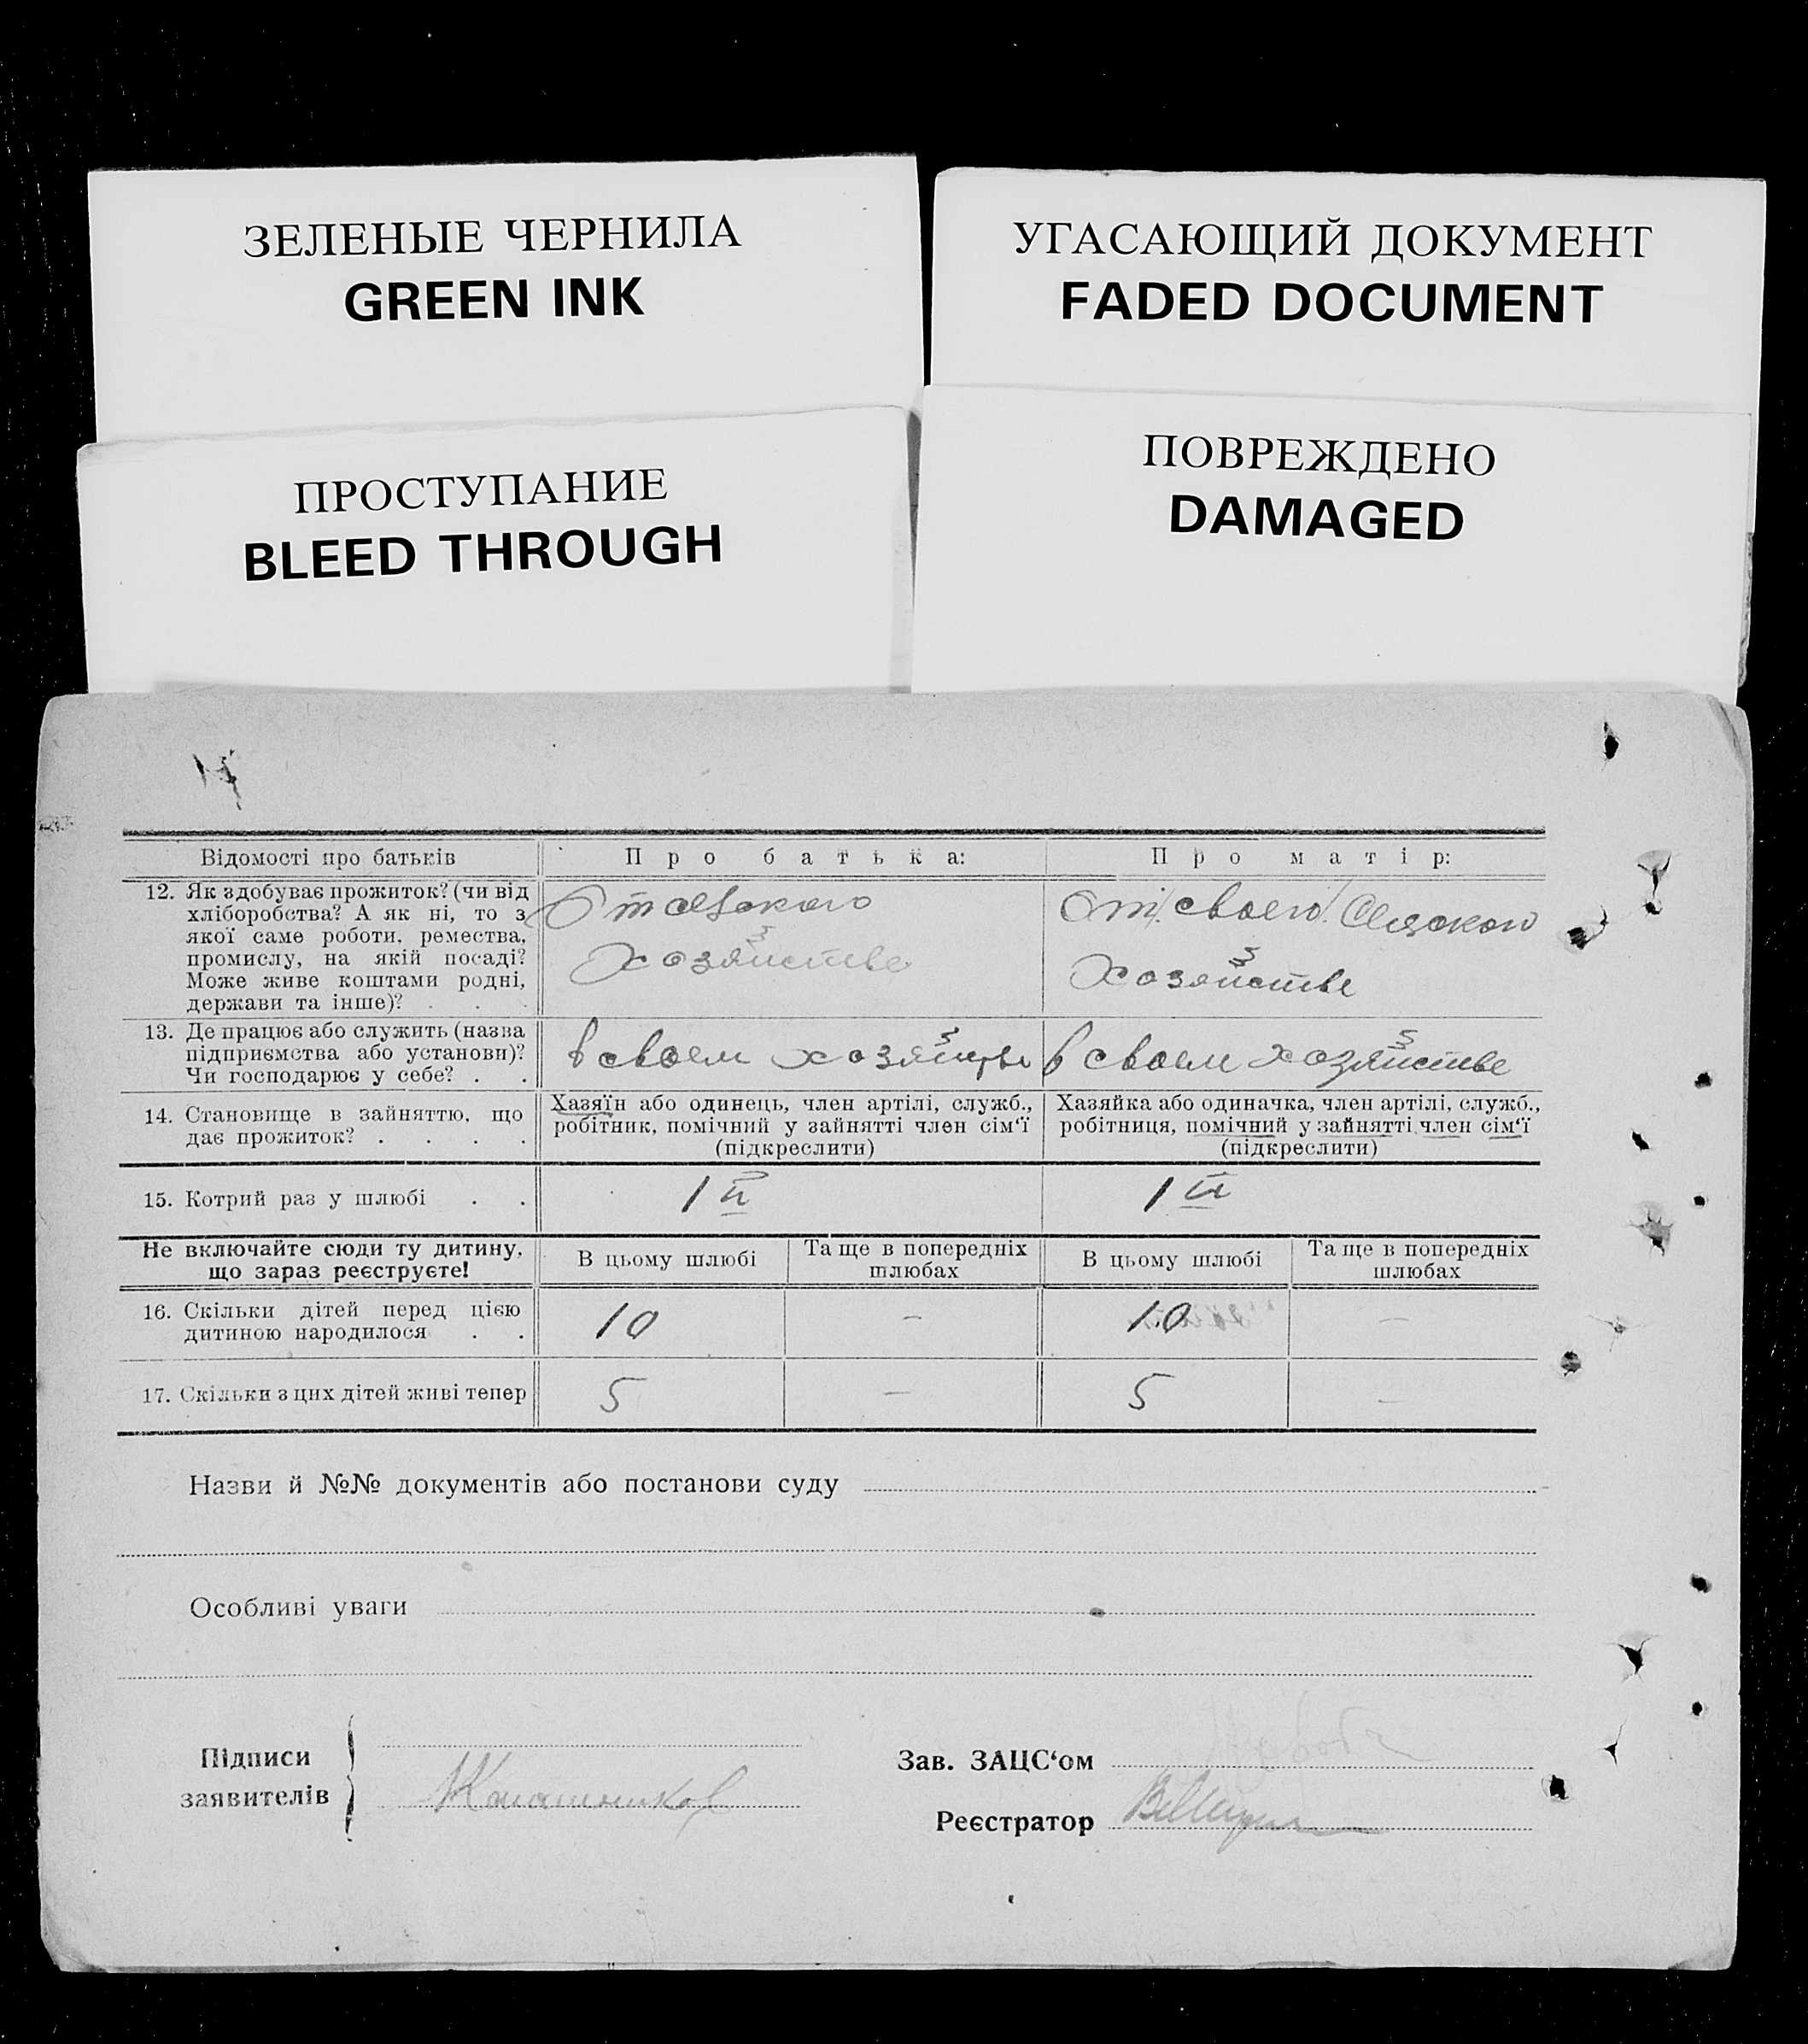 ЗЕЛЕНЫЕ ЧЕРНИЛА
GREEN INK
УГАСАЮЩИЙ ДОКУМЕНТ
FADED DOCUMENT
ПРОСТУПАНИЕ
BLEED THROUGH
ПОВРЕЖДЕНО
DAMAGED
Відомості про батьків
Про батька:
Про матір:
12. Як здобуває прожиток? (чи від
хліборобства? А як ні, то з
якої саме роботи, ремества,
промислу, на якій посаді?
Може живе коштами родні,
держави та інше)? . . .
От
хозяйстве
От своего
хозяйстве
13. Де працює або служить (назва
підприємства або установи)?
Чи господарює у себе? . .
в своем хозяйстве
в своем хозяйстве
14. Становище в зайняттю, що
дає прожиток? . . . .
Хазяїн або одинець, член артілі, служб.,
робітник, помічний у зайнятті член сім‘ї
(підкреслити)
Хазяйка або одиначка, член артілі, служб.,
робітниця, помічний у зайнятті член сім‘ї
(підкреслити)
15. Котрий раз у шлюбі . .
1й
1й
Не включайте сюди ту дитину,
що зараз реєструєте!
В цьому шлюбі
Та ще в попередніх
шлюбах
В цьому шлюбі
Та ще в попередніх
шлюбах
16. Скільки дітей перед цією
дитиною народилося . .
10
—
10
—
17. Скільки з цих дітей живі тепер
5
—
5
—
Назви й №№ документів або постанови суду
Особливі уваги
Підписи
заявителів
Зав. ЗАЦС‘ом
Реєстратор